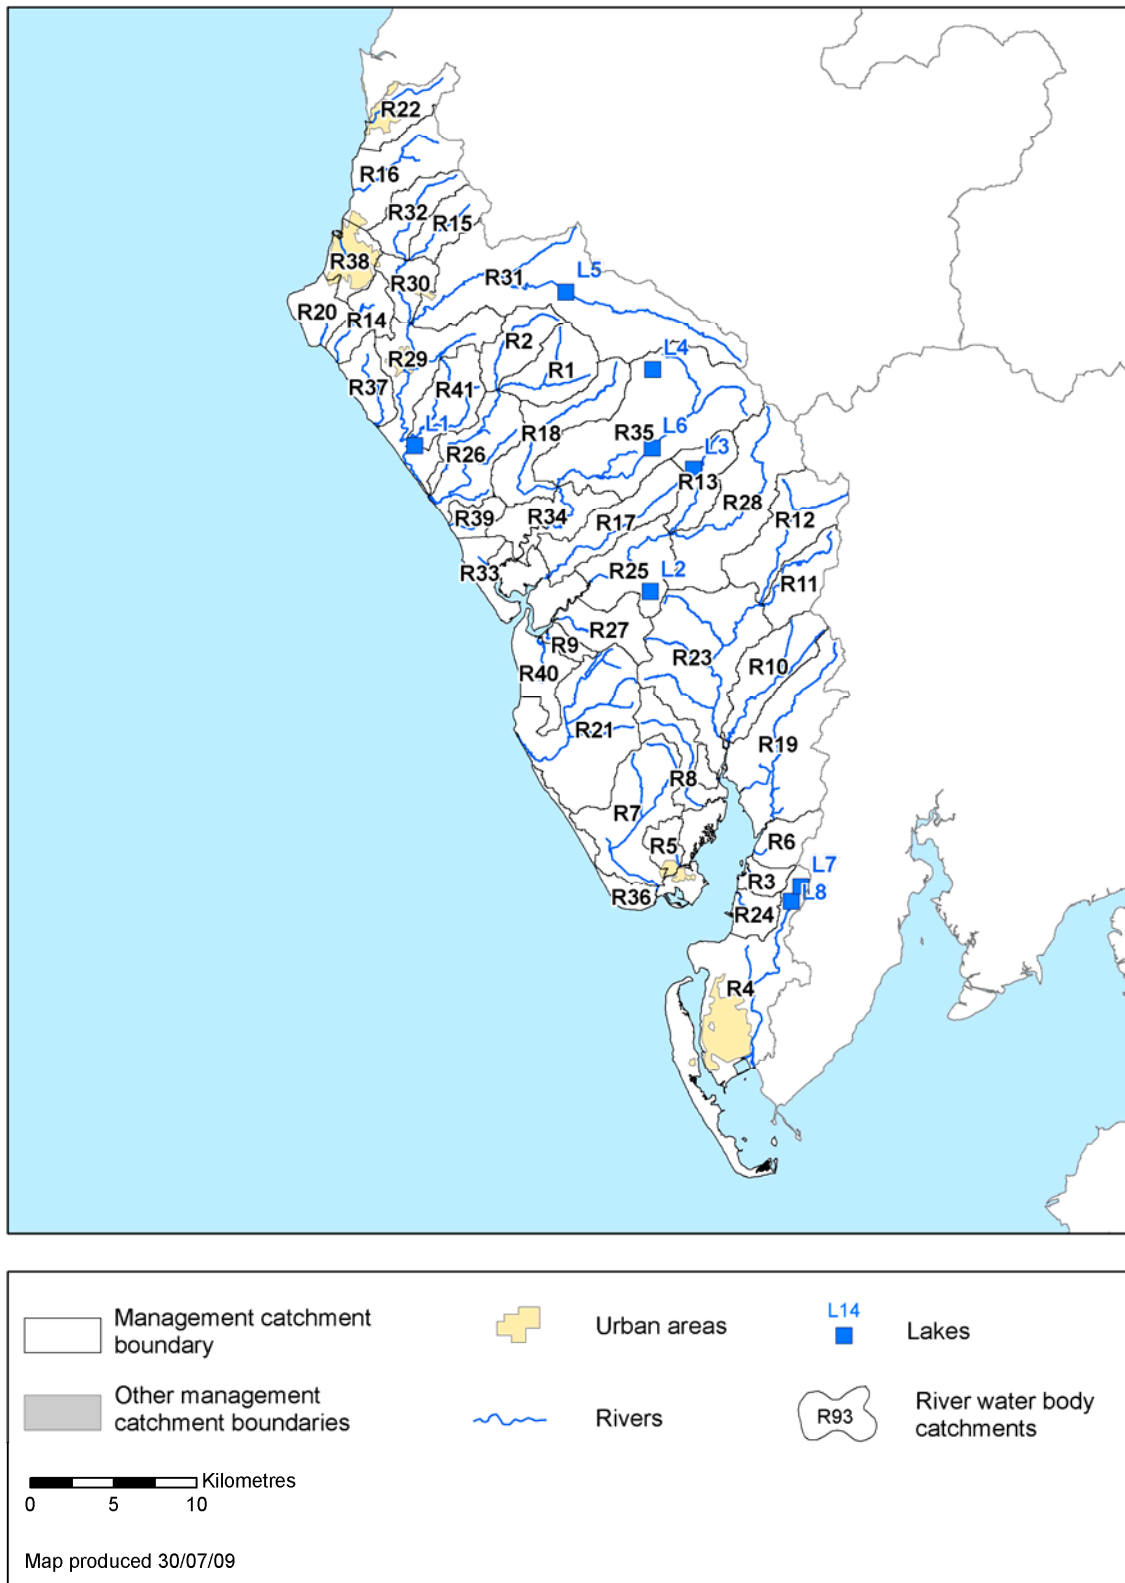 R22
R16
R32
R15
R38
R30
R31
L5
R20
R14
R2
L4
R29
R1
R37
R41
L1
R18
R35
L6
R26
L3
R13
R28
R39
R34
R17
R12
R33
R25
L2
R11
R9
R27
R23
R10
R40
R21
R19
R8
R7
R5
R6
L7
R3
L8
R36
R24
R4
Management catchment
boundary
Urban areas
L14
Lakes
Other management
catchment boundaries
Rivers
R93
River water body
catchments
Kilometres
0 5 10
Map produced 30/07/09